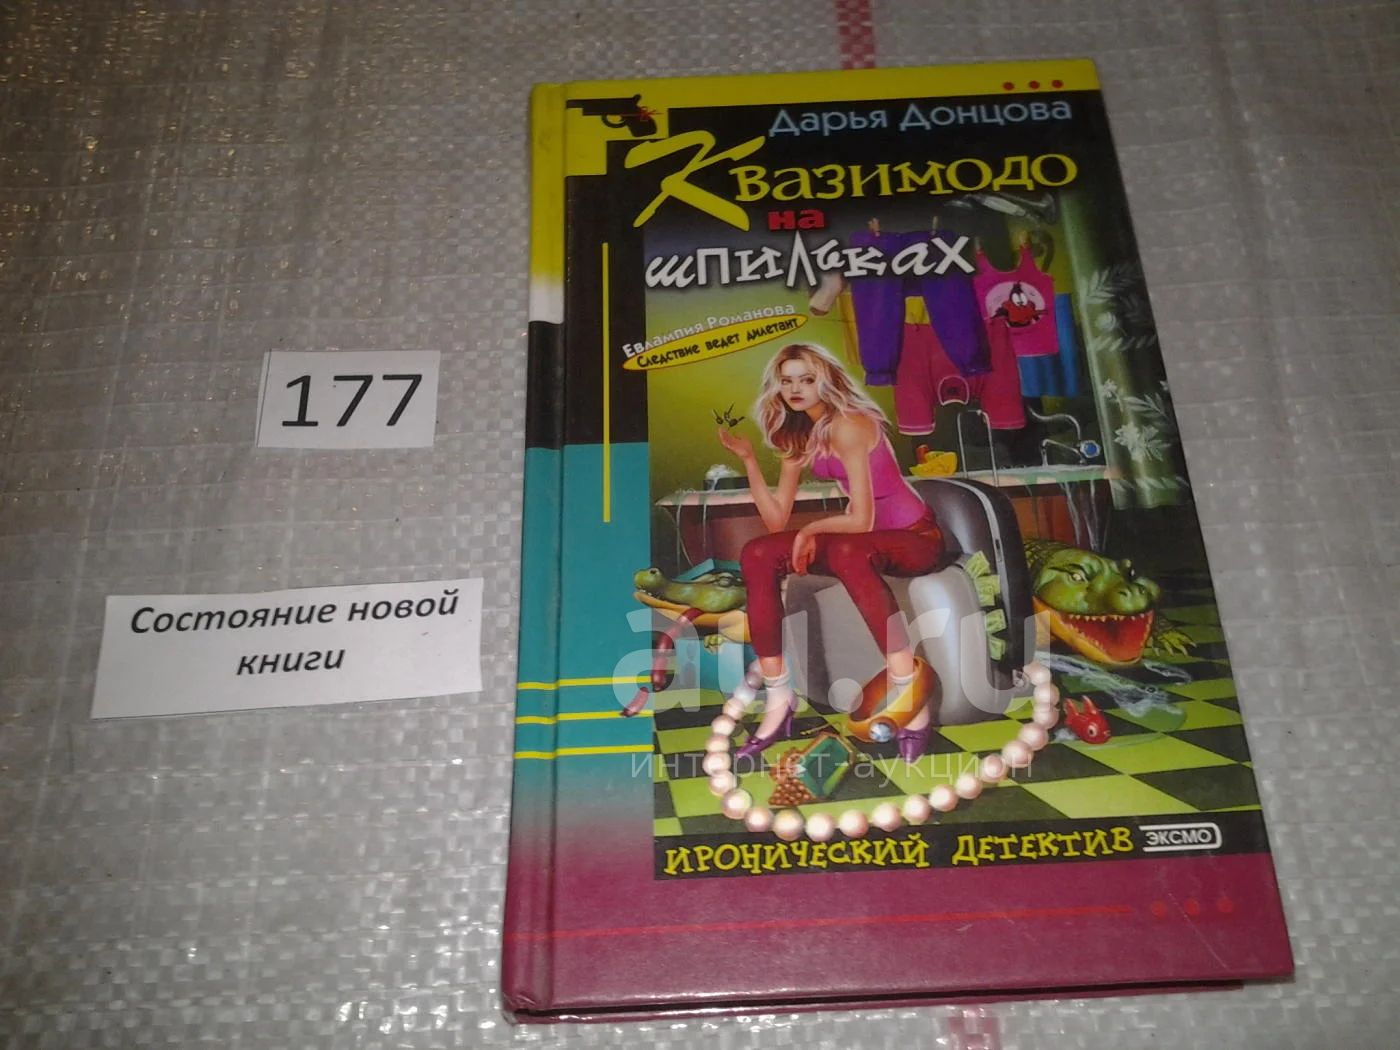 Дарья Донцова
Квазимодо
на
шпильках
Евлампия Романова
Следствие ведет дилетант
177
Состояние новой
книги
au.ru
интернет-аукцион
ИРОНИЧЕСКИЙ ДЕТЕКТИВ
ЭКСМО